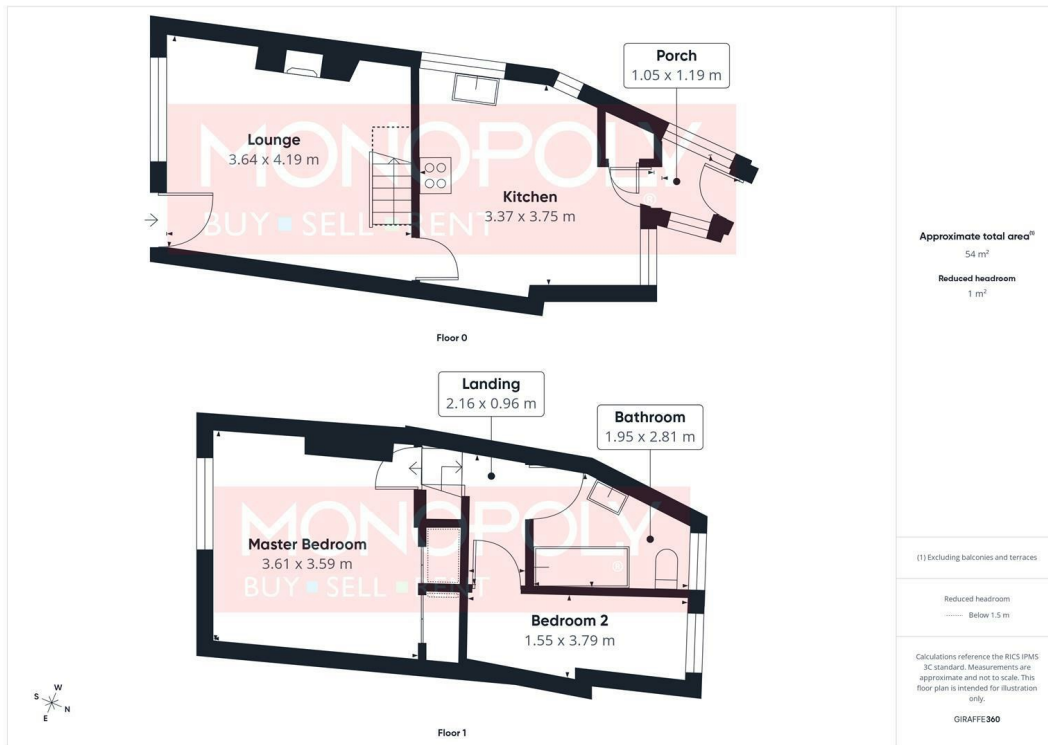 Porch
1.05 x 1.19 m
MONOPOLY
Lounge
3.64 x 4.19 m
Kitchen
3.37 x 3.75 m
BUY SELL RENT
Floor 0
Landing
2.16 x 0.96 m
Bathroom
1.95 x 2.81 m
MONOPOLY
Master Bedroom
3.61 x 3.59 m
BUY SELL RENT
Bedroom 2
1.55 x 3.79 m
W
S
N
E
Floor 1
Approximate total area(1)
54 m²
Reduced headroom
1 m²
(1) Excluding balconies and terraces
Reduced headroom
Below 1.5 m
Calculations reference the RICS IPMS
3C standard. Measurements are
approximate and not to scale. This
floor plan is intended for illustration
only.
GIRAFFE360